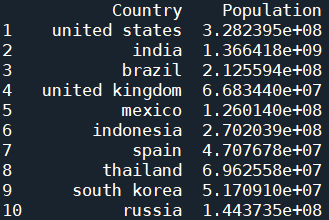 Country Population
1 united states 3.282395e+08
2 india 1.366418e+09
3 brazil 2.125594e+08
4 united kingdom 6.683440e+07
5 mexico 1.260140e+08
6 indonesia 2.702039e+08
7 spain 4.707678e+07
8 thailand 6.962558e+07
9 south korea 5.170910e+07
10 russia 1.443735e+08